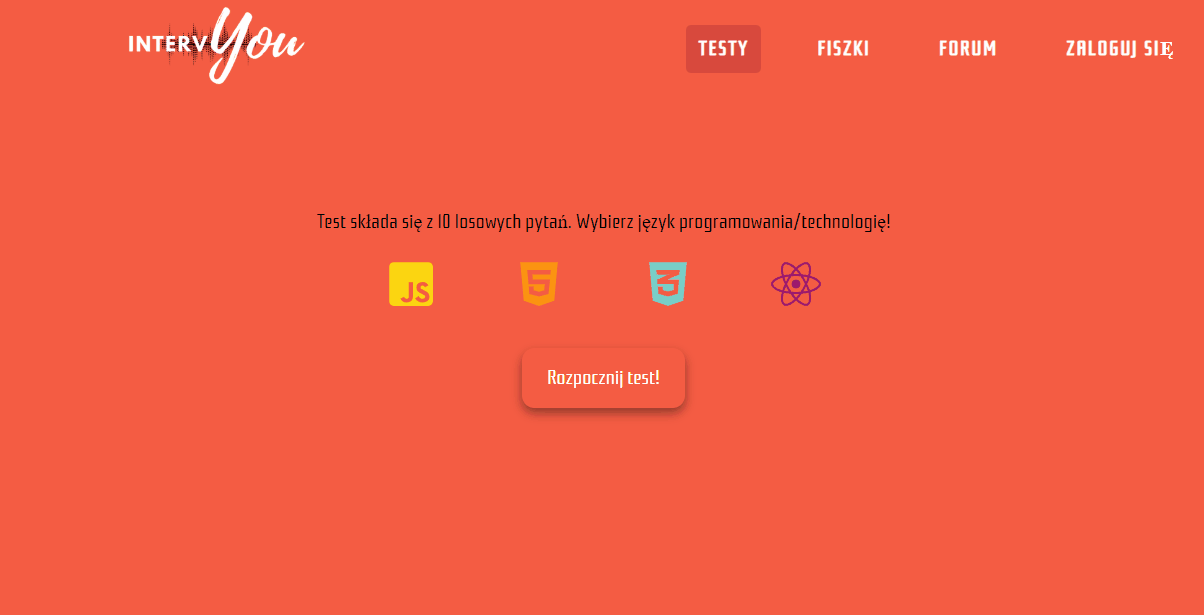 INTERVYou
TESTY
FISZKI
FORUM
ZALOGUJ SIĘ
Test składa się z 10 losowych pytań. Wybierz język programowania/technologię!
JS
5
3
Rozpocznij test!